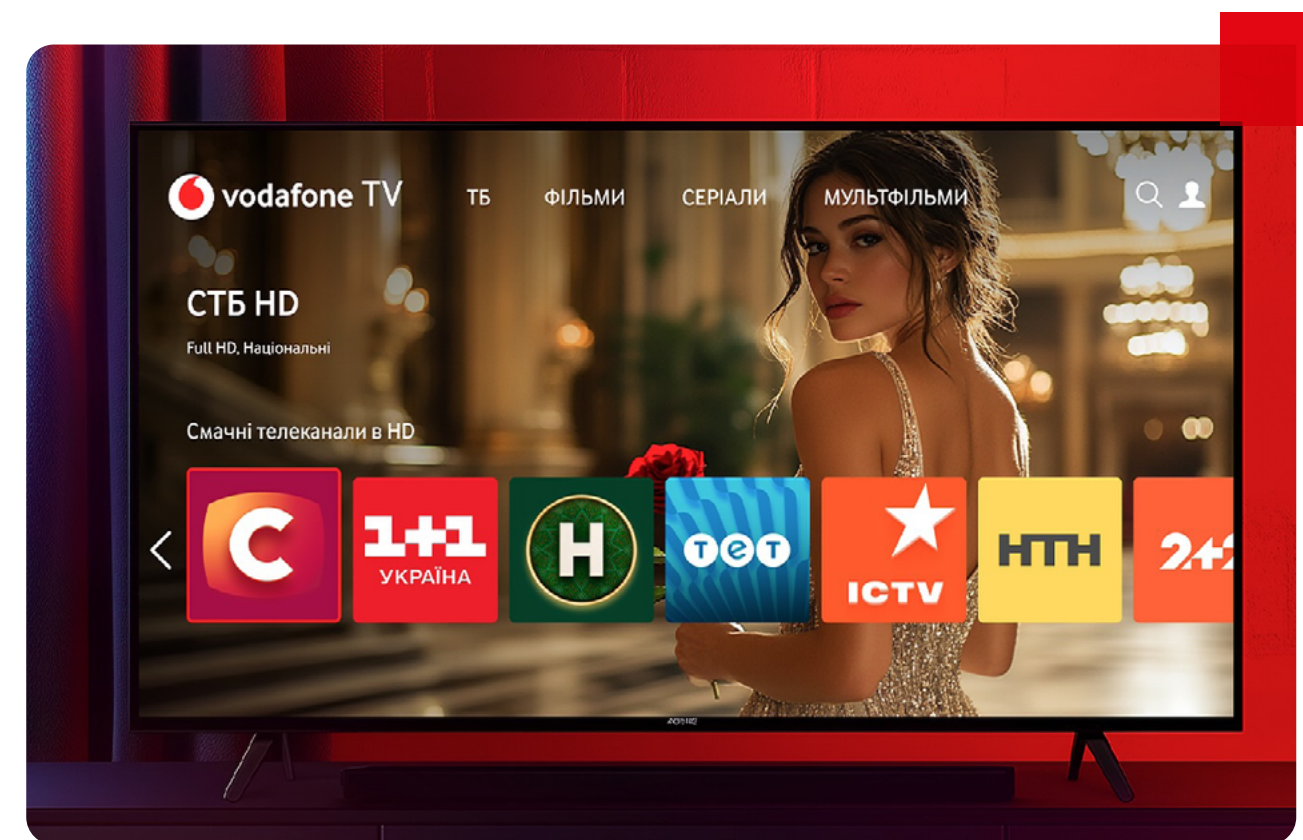 vodafone TV
ТБ ФІЛЬМИ СЕРІАЛИ МУЛЬТФІЛЬМИ
СТБ HD
Full HD, Національні
Смачні телеканали в HD
С
1+1
УКРАЇНА
Н
ТЕТ
ICTV
НТН
2+2